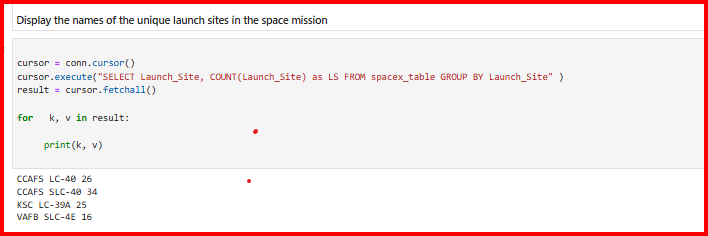 Display the names of the unique launch sites in the space mission
cursor = conn.cursor()
cursor.execute("SELECT Launch_Site, COUNT(Launch_Site) as LS FROM spacex_table GROUP BY Launch_Site" )
result = cursor.fetchall()
for   k, v in result:
print(k, v)
CCAFS LC-40 26
CCAFS SLC-40 34
KSC LC-39A 25
VAFB SLC-4E 16